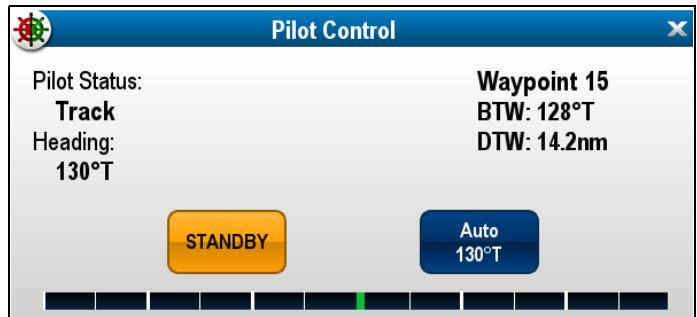 Pilot Control
Pilot Status:
Track
Heading:
130°T
Waypoint 15
BTW: 128°T
DTW: 14.2nm
STANDBY
Auto
130°T